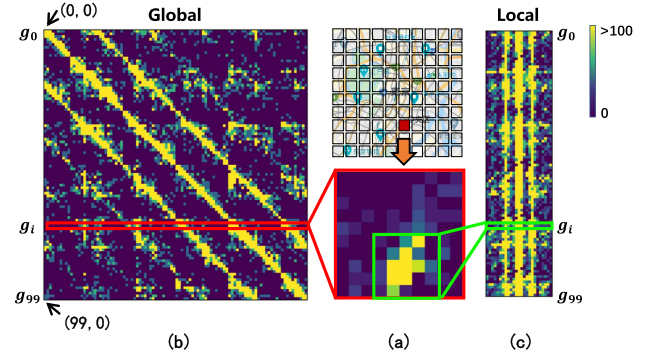 Global
Local
(0, 0)
g0
g0
>100
0
gi
gi
g99
g99
(99, 0)
(b)
(a)
(c)